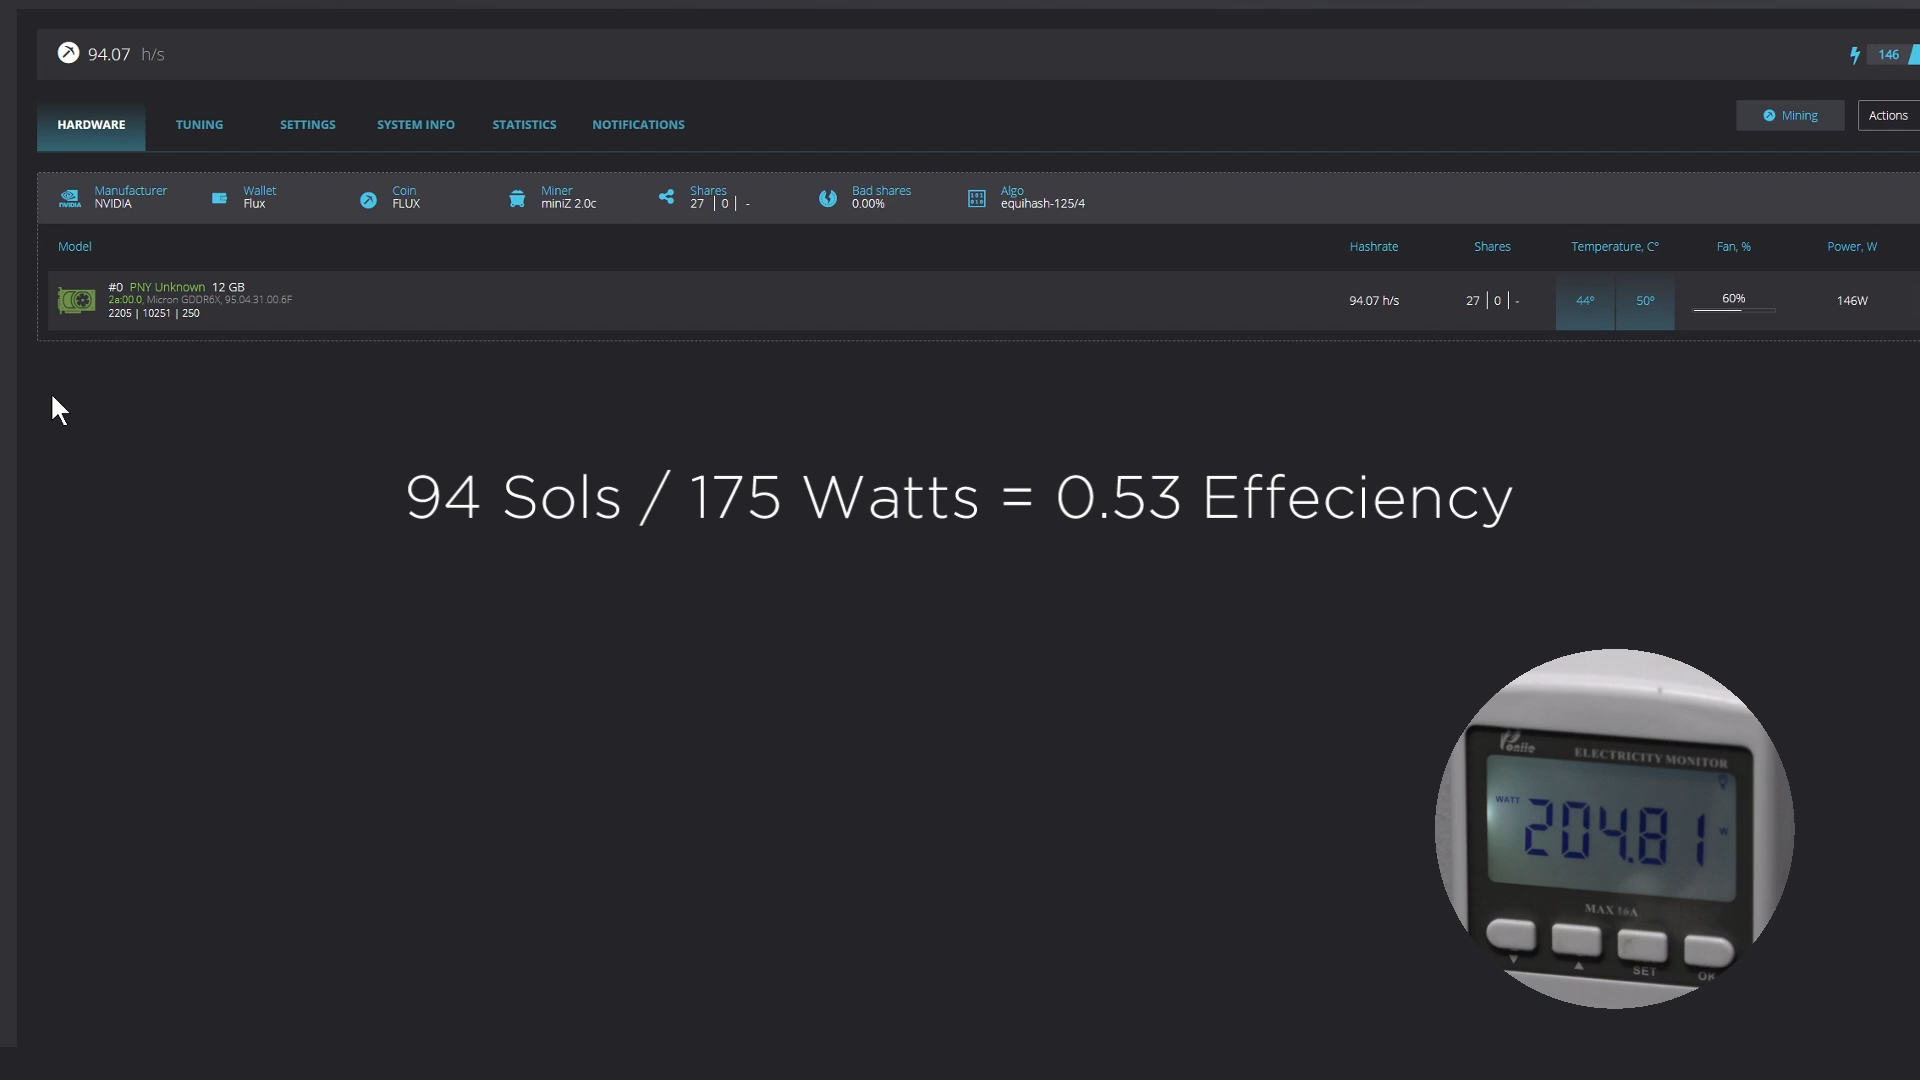 94.07 h/s
146
HARDWARE TUNING SETTINGS SYSTEM INFO STATISTICS NOTIFICATIONS
Mining Actions
Manufacturer Wallet Coin Miner Shares Bad shares Algo
NVIDIA Flux FLUX miniZ 2.0c 27 | 0 | - 0.00% equihash-125/4
Model Hashrate Shares Temperature, C° Fan, % Power, W
#0 PNY Unknown 12 GB
2a:00.0, Micron GDDR6X, 95.04.31.00.6F
2205 | 10251 | 250
94.07 h/s 27 | 0 | - 44° 50° 60% 146W
94 Sols / 175 Watts = 0.53 Effeciency
ELECTRICITY MONITOR
WATT 204.81 W
MAX 16A
SET OK